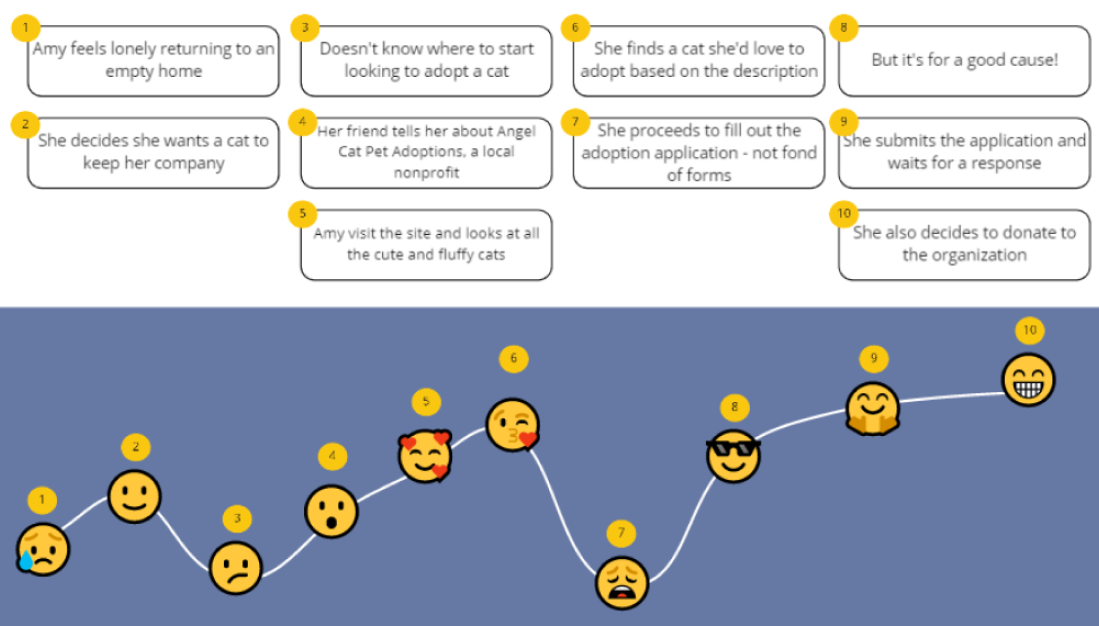 1
Amy feels lonely returning to an
empty home
2
She decides she wants a cat to
keep her company
3
Doesn't know where to start
looking to adopt a cat
4
Her friend tells her about Angel
Cat Pet Adoptions, a local
nonprofit
5
Amy visit the site and looks at all
the cute and fluffy cats
6
She finds a cat she'd love to
adopt based on the description
7
She proceeds to fill out the
adoption application - not fond
of forms
8
But it's for a good cause!
9
She submits the application and
waits for a response
10
She also decides to donate to
the organization
1
2
3
4
5
6
7
8
9
10